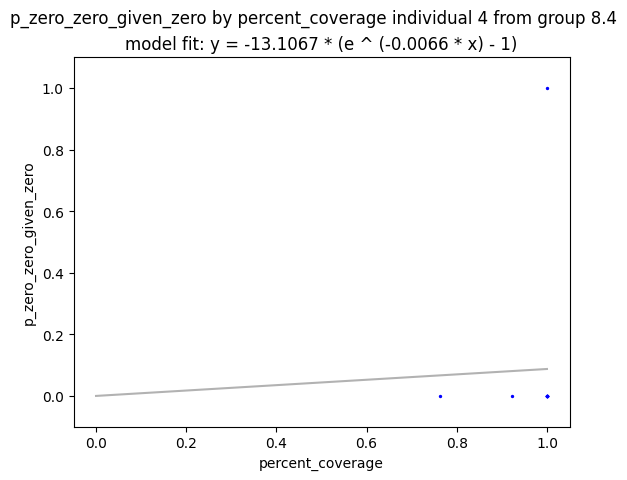 p_zero_zero_given_zero by percent_coverage individual 4 from group 8.4
model fit: y = -13.1067 * (e ^ (-0.0066 * x) - 1)
1.0
0.8
0.6
0.4
0.2
0.0
p_zero_zero_given_zero
0.0 0.2 0.4 0.6 0.8 1.0
percent_coverage